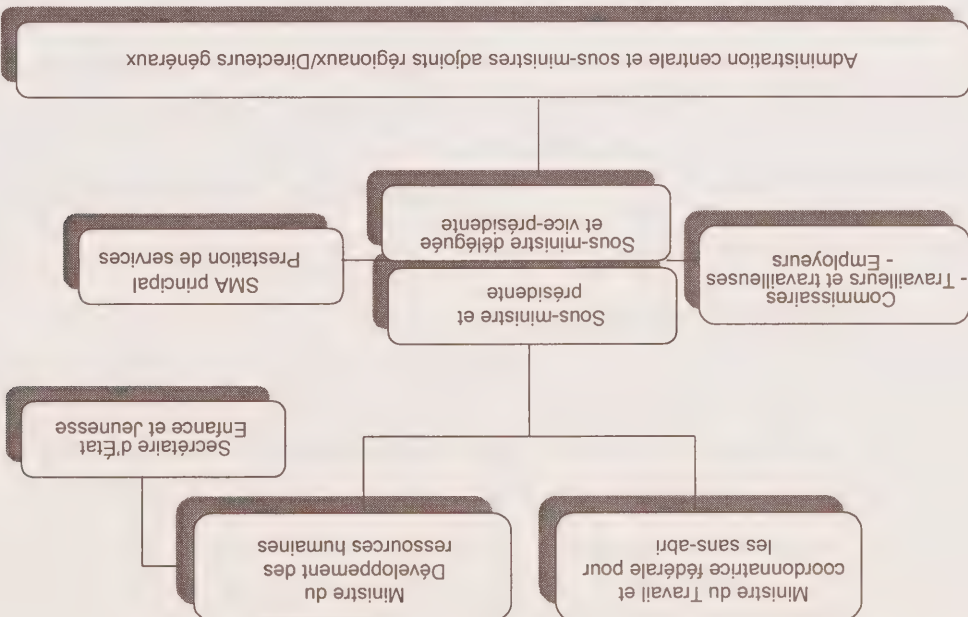 Ministre du Travail et
coordonnatrice fédérale pour
les sans-abri
Ministre du
Développement des
ressources humaines
Secrétaire d'État
Enfance et Jeunesse
Sous-ministre et
présidente
Commissaires
- Travailleurs et travailleuses
- Employeurs
Sous-ministre déléguée
et vice-présidente
SMA principal
Prestation de services
Administration centrale et sous-ministres adjoints régionaux/Directeurs généraux